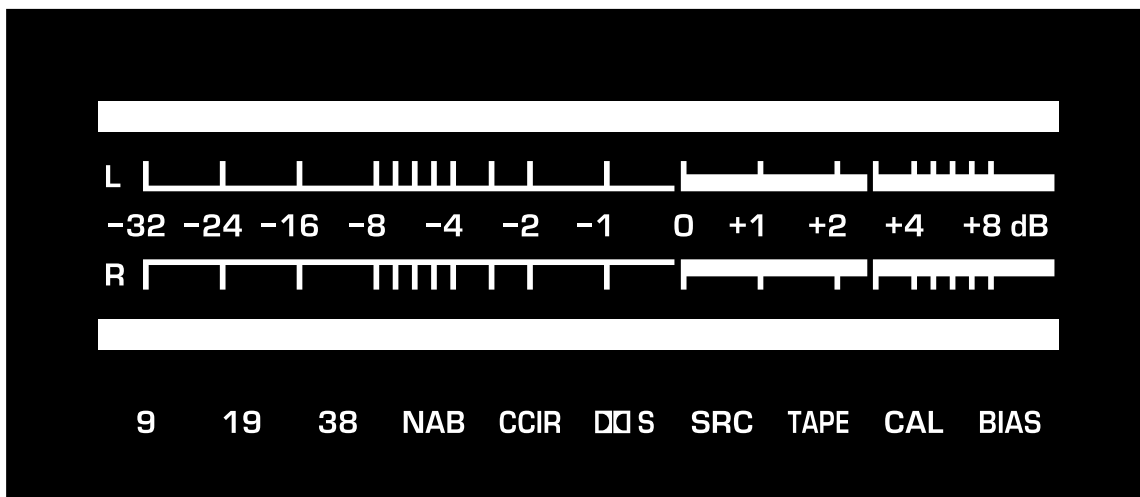 L
−32 −24 −16 −8 −4 −2 −1 0 +1 +2 +4 +8 dB
R
9 19 38 NAB CCIR S SRC TAPE CAL BIAS